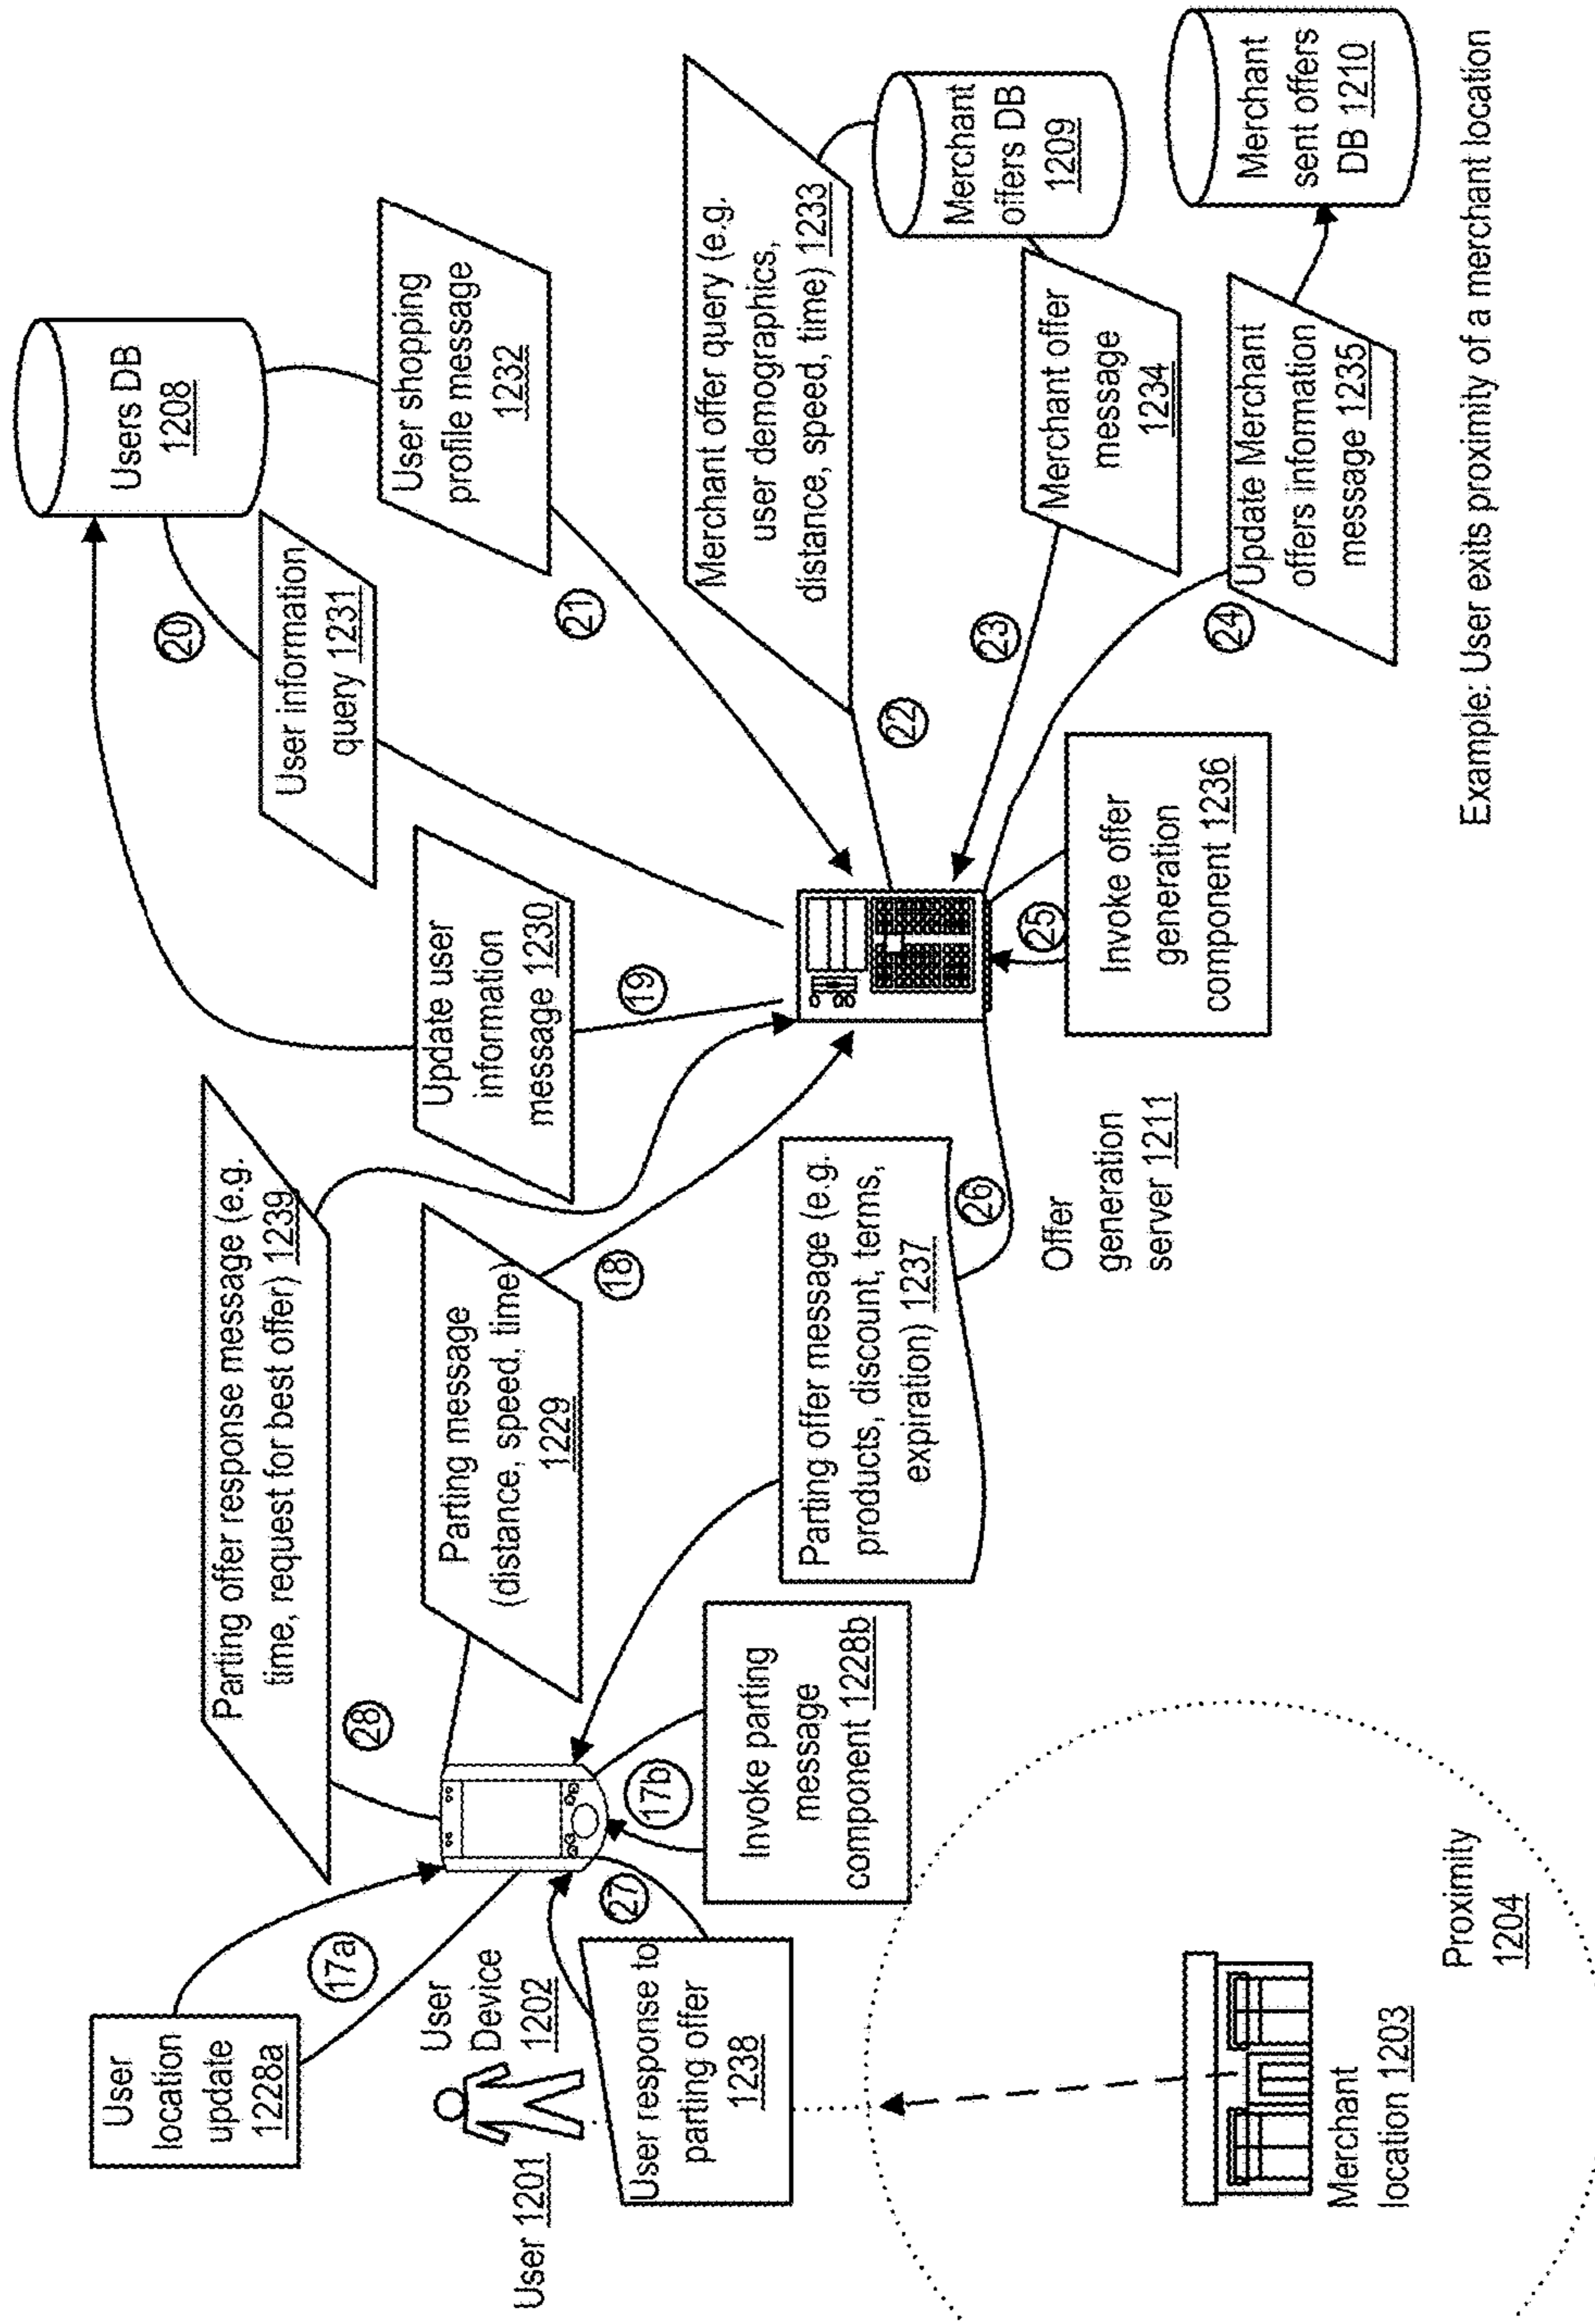 User
location
update
1228a
17a
Parting offer response message (e.g.
time, request for best offer) 1239
28
User 1201
User
Device
1202
Parting message
(distance, speed, time)
1229
18
Update user
information
message 1230
19
User information
query 1231
20
Users DB
1208
User shopping
profile message
1232
21
User response to
parting offer
1238
27
17b
Invoke parting
message
component 1228b
Parting offer message (e.g.
products, discount, terms,
expiration) 1237
26
Merchant offer query (e.g.
user demographics,
distance, speed, time) 1233
22
Merchant
offers DB
1209
Offer
generation
server 1211
25
Invoke offer
generation
component 1236
23
Merchant offer
message
1234
24
Update Merchant
offers information
message 1235
Merchant
sent offers
DB 1210
Merchant
location 1203
Proximity
1204
Example: User exits proximity of a merchant location